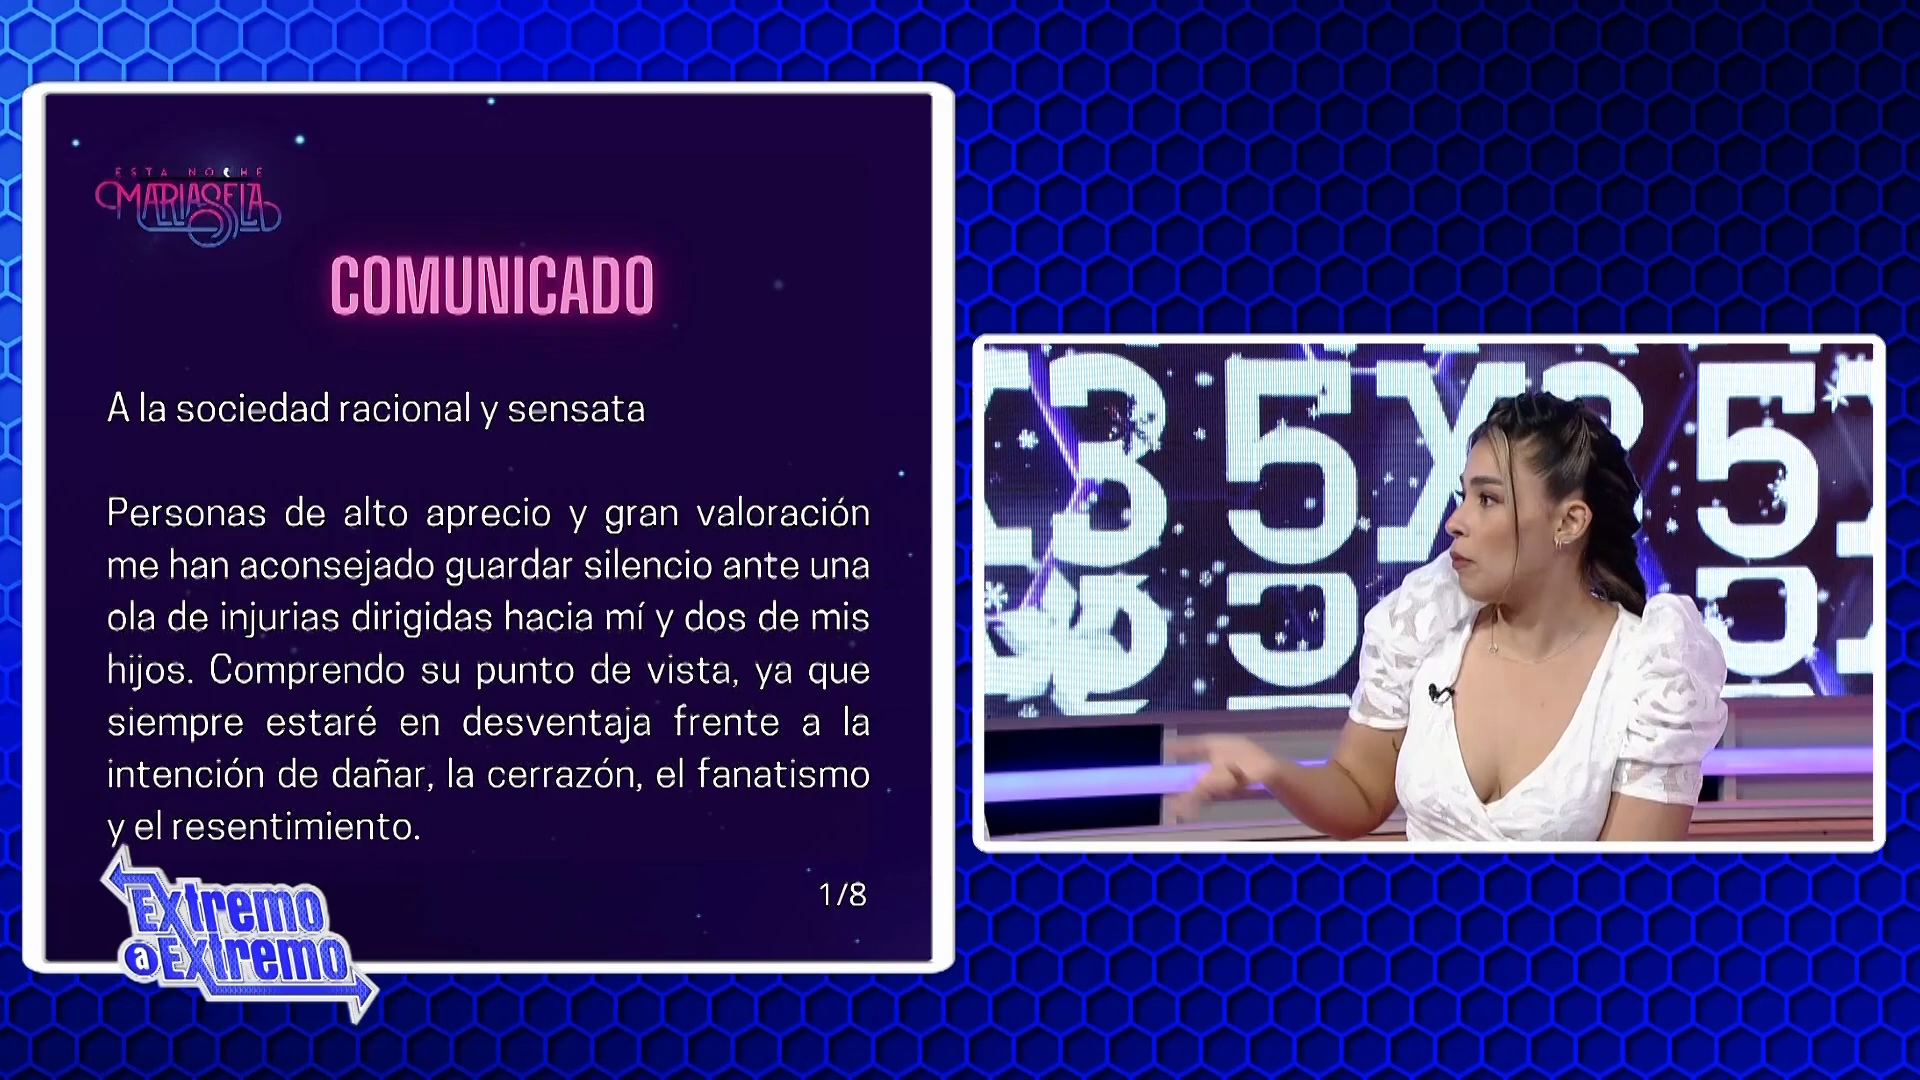 ESTA NOCHE
MARIASELA
COMUNICADO
A la sociedad racional y sensata
Personas de alto aprecio y gran valoración
me han aconsejado guardar silencio ante una
ola de injurias dirigidas hacia mí y dos de mis
hijos. Comprendo su punto de vista, ya que
siempre estaré en desventaja frente a la
intención de dañar, la cerrazón, el fanatismo
y el resentimiento.
1/8
Extremo
a Extremo
3 5X3 5